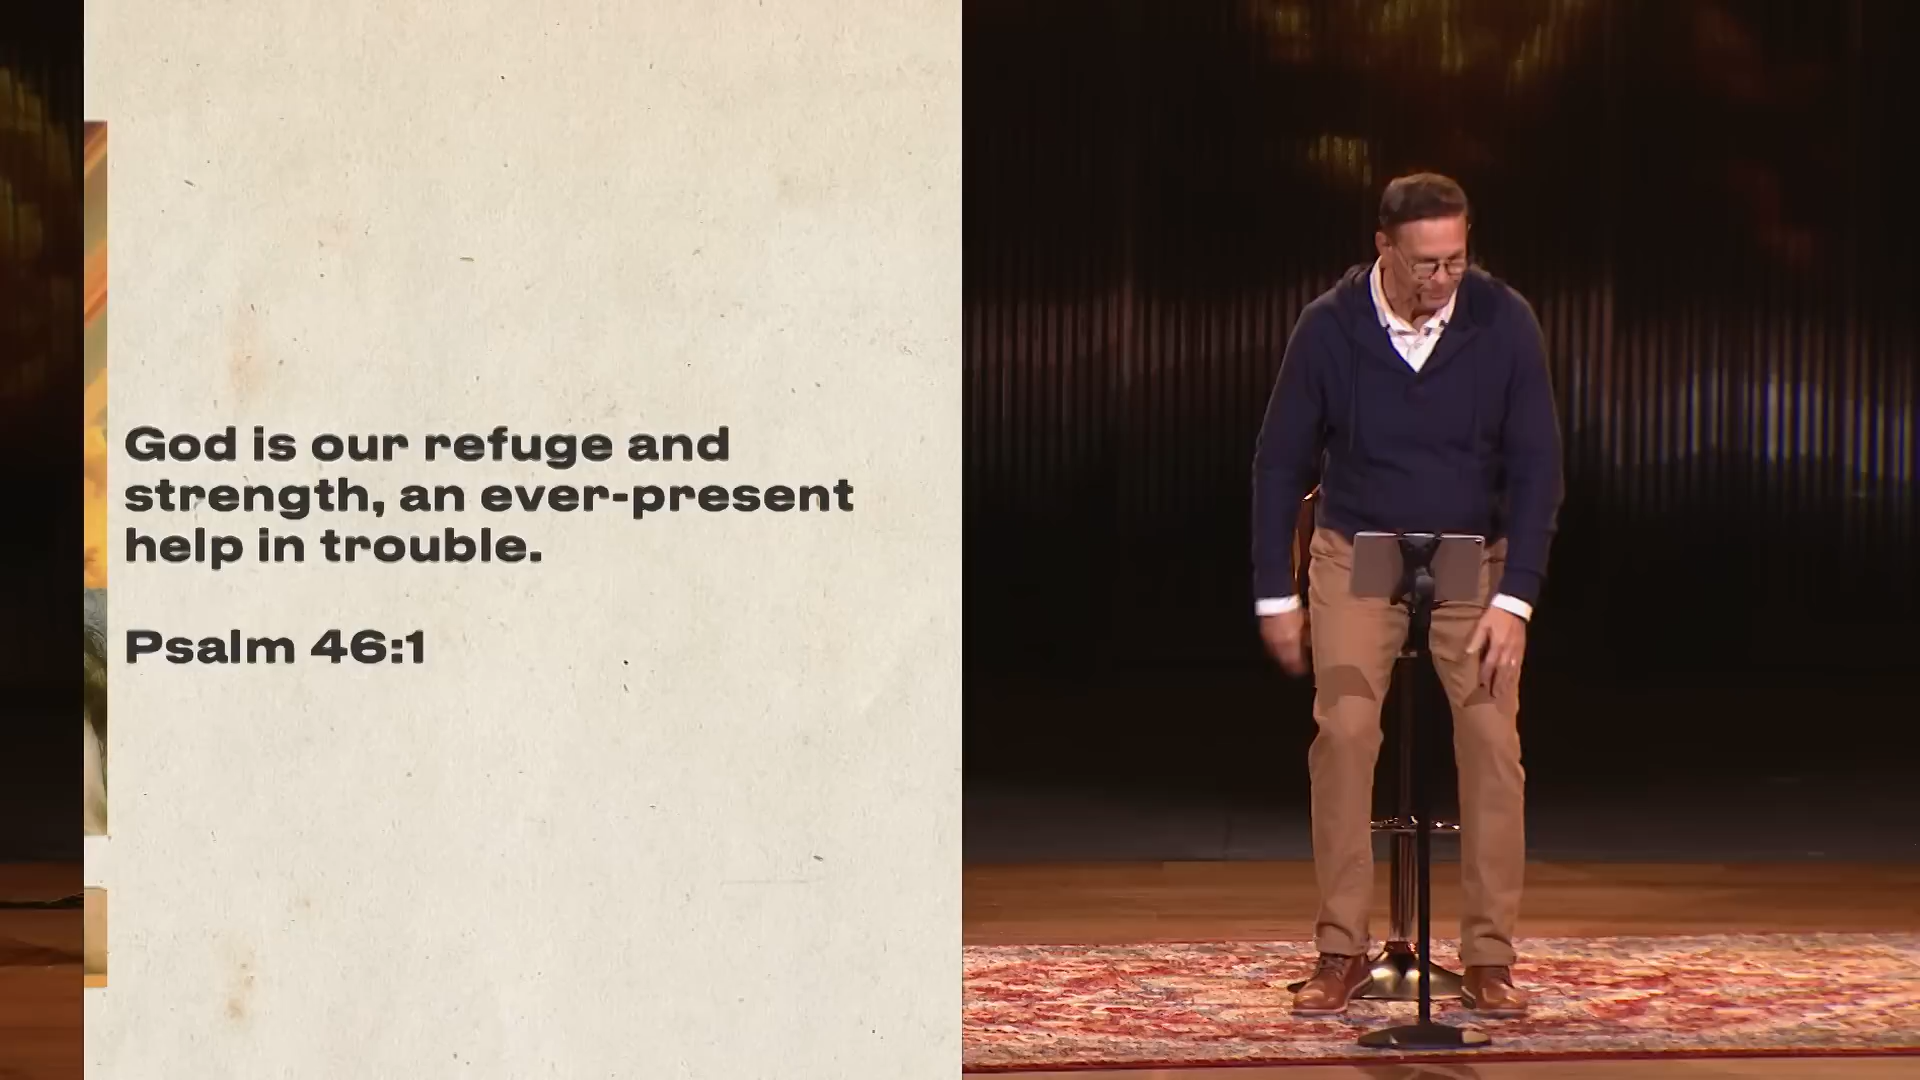 God is our refuge and
strength, an ever-present
help in trouble.
Psalm 46:1